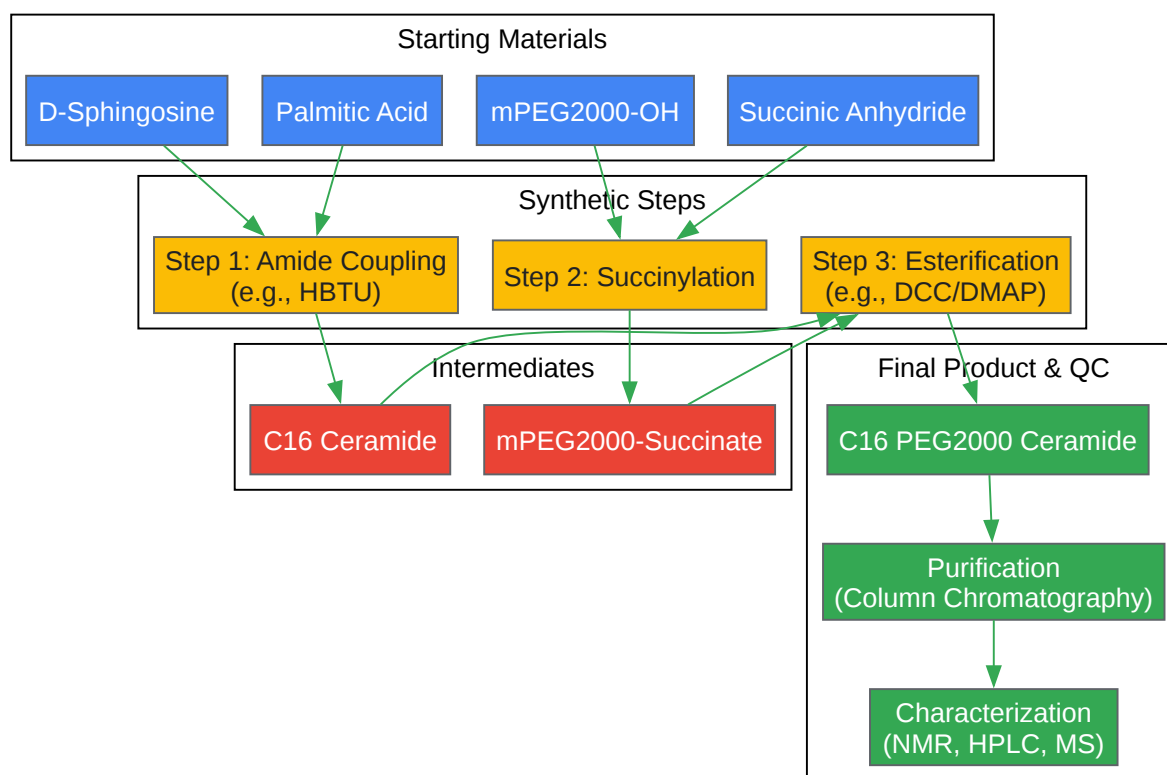 Starting Materials
D-Sphingosine
Palmitic Acid
mPEG2000-OH
Succinic Anhydride
Synthetic Steps
Step 1: Amide Coupling
(e.g., HBTU)
Step 2: Succinylation
Step 3: Esterification
(e.g., DCC/DMAP)
Intermediates
C16 Ceramide
mPEG2000-Succinate
Final Product & QC
C16 PEG2000 Ceramide
Purification
(Column Chromatography)
Characterization
(NMR, HPLC, MS)